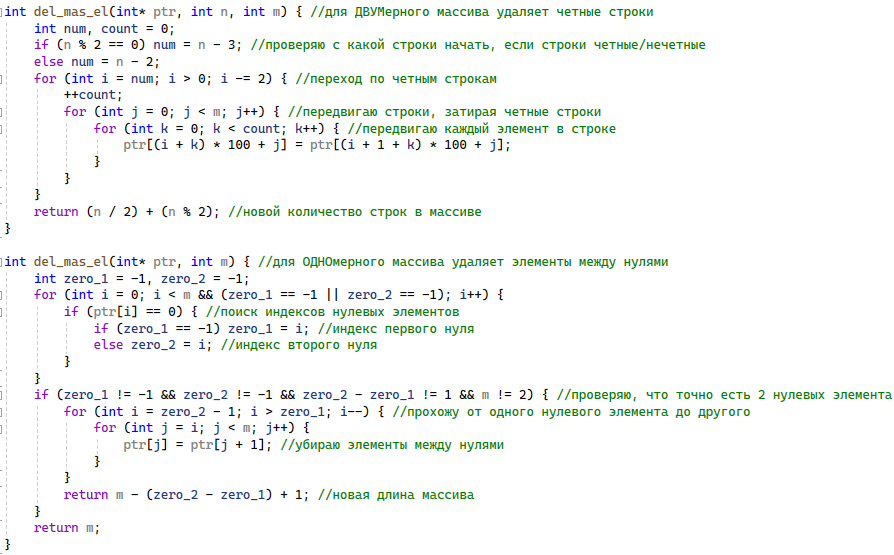 int del_mas_el(int* ptr, int n, int m) { //для ДВУМерного массива удаляет четные строки
    int num, count = 0;
    if (n % 2 == 0) num = n - 3; //проверяю с какой строки начать, если строки четные/нечетные
    else num = n - 2;
    for (int i = num; i > 0; i -= 2) { //переход по четным строкам
        ++count;
        for (int j = 0; j < m; j++) { //передвигаю строки, затирая четные строки
            for (int k = 0; k < count; k++) { //передвигаю каждый элемент в строке
                ptr[(i + k) * 100 + j] = ptr[(i + 1 + k) * 100 + j];
            }
        }
    }
    return (n / 2) + (n % 2); //новой количество строк в массиве
}

int del_mas_el(int* ptr, int m) { //для ОДНОмерного массива удаляет элементы между нулями
    int zero_1 = -1, zero_2 = -1;
    for (int i = 0; i < m && (zero_1 == -1 || zero_2 == -1); i++) {
        if (ptr[i] == 0) { //поиск индексов нулевых элементов
            if (zero_1 == -1) zero_1 = i; //индекс первого нуля
            else zero_2 = i; //индекс второго нуля
        }
    }
    if (zero_1 != -1 && zero_2 != -1 && zero_2 - zero_1 != 1 && m != 2) { //проверяю, что точно есть 2 нулевых элемента
        for (int i = zero_2 - 1; i > zero_1; i--) { //прохожу от одного нулевого элемента до другого
            for (int j = i; j < m; j++) {
                ptr[j] = ptr[j + 1]; //убираю элементы между нулями
            }
        }
        return m - (zero_2 - zero_1) + 1; //новая длина массива
    }
    return m;
}